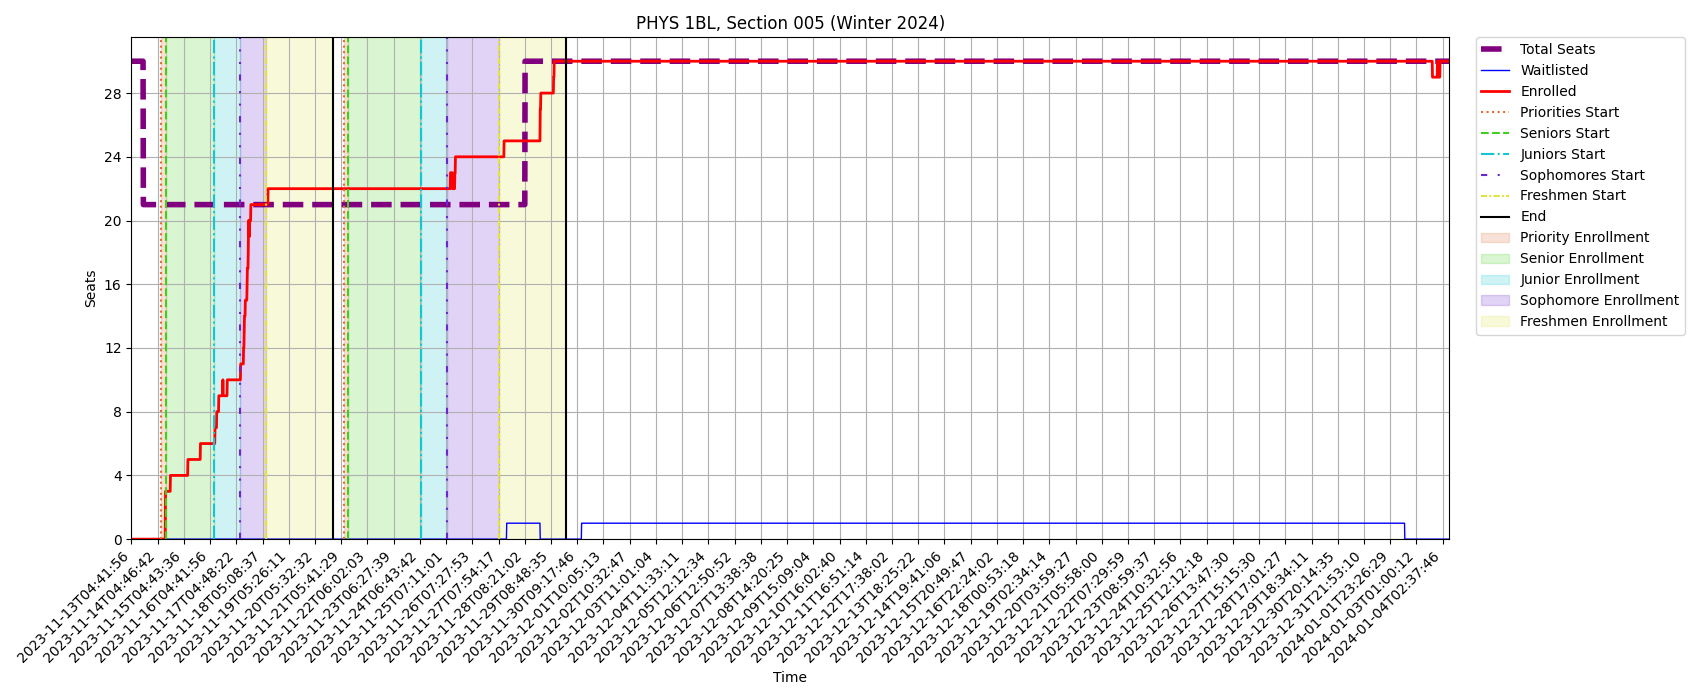 PHYS 1BL, Section 005 (Winter 2024)
Seats
28
24
20
16
12
8
4
0
2023-11-13T04:41:56
2023-11-14T04:46:42
2023-11-15T04:43:36
2023-11-16T04:41:56
2023-11-17T04:48:22
2023-11-18T05:08:37
2023-11-19T05:26:11
2023-11-20T05:32:32
2023-11-21T05:41:29
2023-11-22T06:02:03
2023-11-23T06:27:39
2023-11-24T06:43:42
2023-11-25T07:11:01
2023-11-26T07:27:53
2023-11-27T07:54:17
2023-11-28T08:21:02
2023-11-29T08:48:35
2023-11-30T09:17:46
2023-12-01T10:05:13
2023-12-02T10:32:47
2023-12-03T11:01:04
2023-12-04T11:33:11
2023-12-05T12:12:34
2023-12-06T12:50:52
2023-12-07T13:38:38
2023-12-08T14:20:25
2023-12-09T15:09:04
2023-12-10T16:02:40
2023-12-11T16:51:14
2023-12-12T17:38:02
2023-12-13T18:25:22
2023-12-14T19:41:06
2023-12-15T20:49:47
2023-12-16T22:24:02
2023-12-18T00:53:18
2023-12-19T02:34:14
2023-12-20T03:59:27
2023-12-21T05:58:00
2023-12-22T07:29:59
2023-12-23T08:59:37
2023-12-24T10:32:56
2023-12-25T12:12:18
2023-12-26T13:47:30
2023-12-27T15:15:30
2023-12-28T17:01:27
2023-12-29T18:34:11
2023-12-30T20:14:35
2023-12-31T21:53:10
2024-01-01T23:26:29
2024-01-03T01:00:12
2024-01-04T02:37:46
Time
Total Seats
Waitlisted
Enrolled
Priorities Start
Seniors Start
Juniors Start
Sophomores Start
Freshmen Start
End
Priority Enrollment
Senior Enrollment
Junior Enrollment
Sophomore Enrollment
Freshmen Enrollment